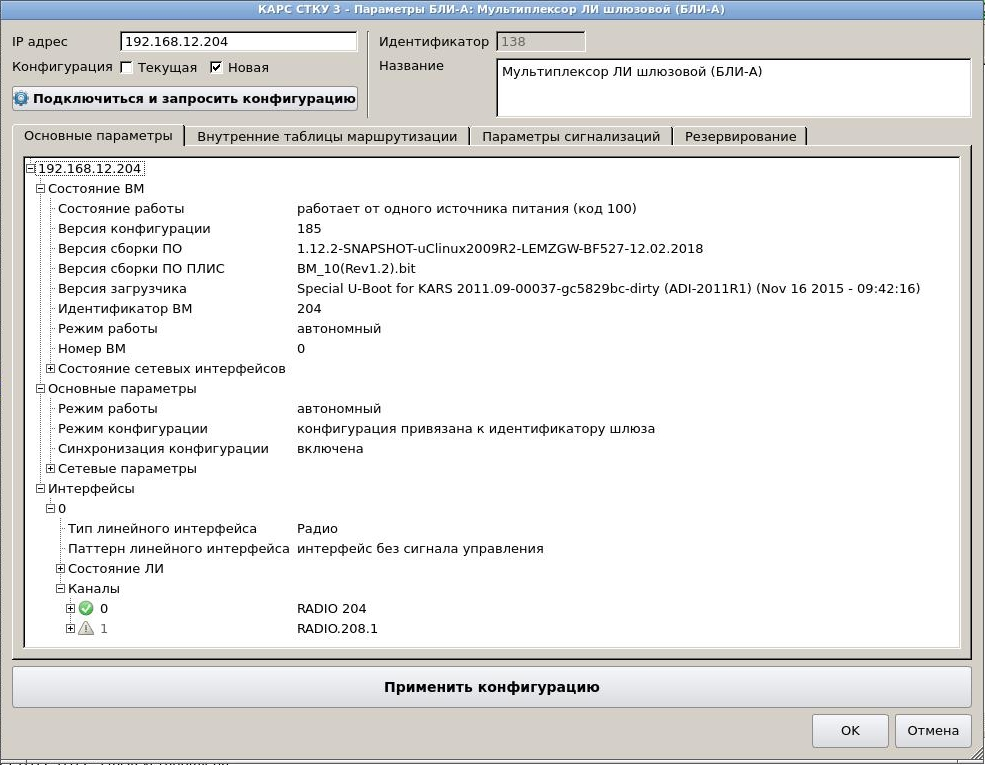 КАРС СТКУ 3 - Параметры БЛИ-А: Мультиплексор ЛИ шлюзовой (БЛИ-А)
IP адрес 192.168.12.204
Идентификатор 138
Конфигурация Текущая Новая
Название Мультиплексор ЛИ шлюзовой (БЛИ-А)
Подключиться и запросить конфигурацию
Основные параметры Внутренние таблицы маршрутизации Параметры сигнализаций Резервирование
192.168.12.204
Состояние ВМ
Состояние работы работает от одного источника питания (код 100)
Версия конфигурации 185
Версия сборки ПО 1.12.2-SNAPSHOT-uClinux2009R2-LEMZGW-BF527-12.02.2018
Версия сборки ПО ПЛИС BM_10(Rev1.2).bit
Версия загрузчика Special U-Boot for KARS 2011.09-00037-gc5829bc-dirty (ADI-2011R1) (Nov 16 2015 - 09:42:16)
Идентификатор ВМ 204
Режим работы автономный
Номер ВМ 0
Состояние сетевых интерфейсов
Основные параметры
Режим работы автономный
Режим конфигурации конфигурация привязана к идентификатору шлюза
Синхронизация конфигурации включена
Сетевые параметры
Интерфейсы
0
Тип линейного интерфейса Радио
Паттерн линейного интерфейса интерфейс без сигнала управления
Состояние ЛИ
Каналы
0 RADIO 204
1 RADIO.208.1
Применить конфигурацию
OK Отмена